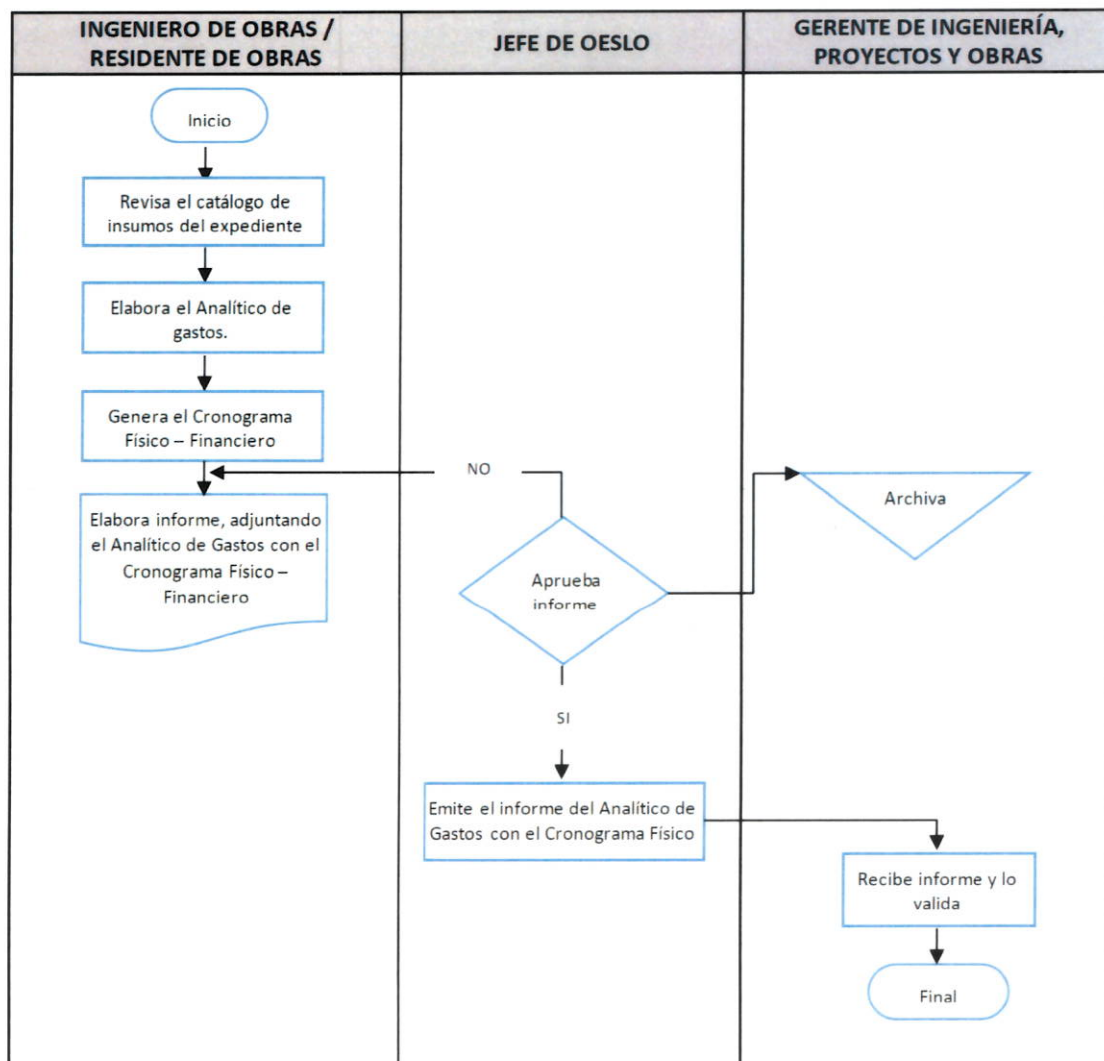 INGENIERO DE OBRAS /
RESIDENTE DE OBRAS
JEFE DE OESLO
GERENTE DE INGENIERÍA,
PROYECTOS Y OBRAS
Inicio
Revisa el catálogo de
insumos del expediente
Elabora el Analítico de
gastos.
Genera el Cronograma
Físico – Financiero
NO
Elabora informe, adjuntando
el Analítico de Gastos con el
Cronograma Físico –
Financiero
Aprueba
informe
Archiva
SI
Emite el informe del Analítico de
Gastos con el Cronograma Físico
Recibe informe y lo
valida
Final